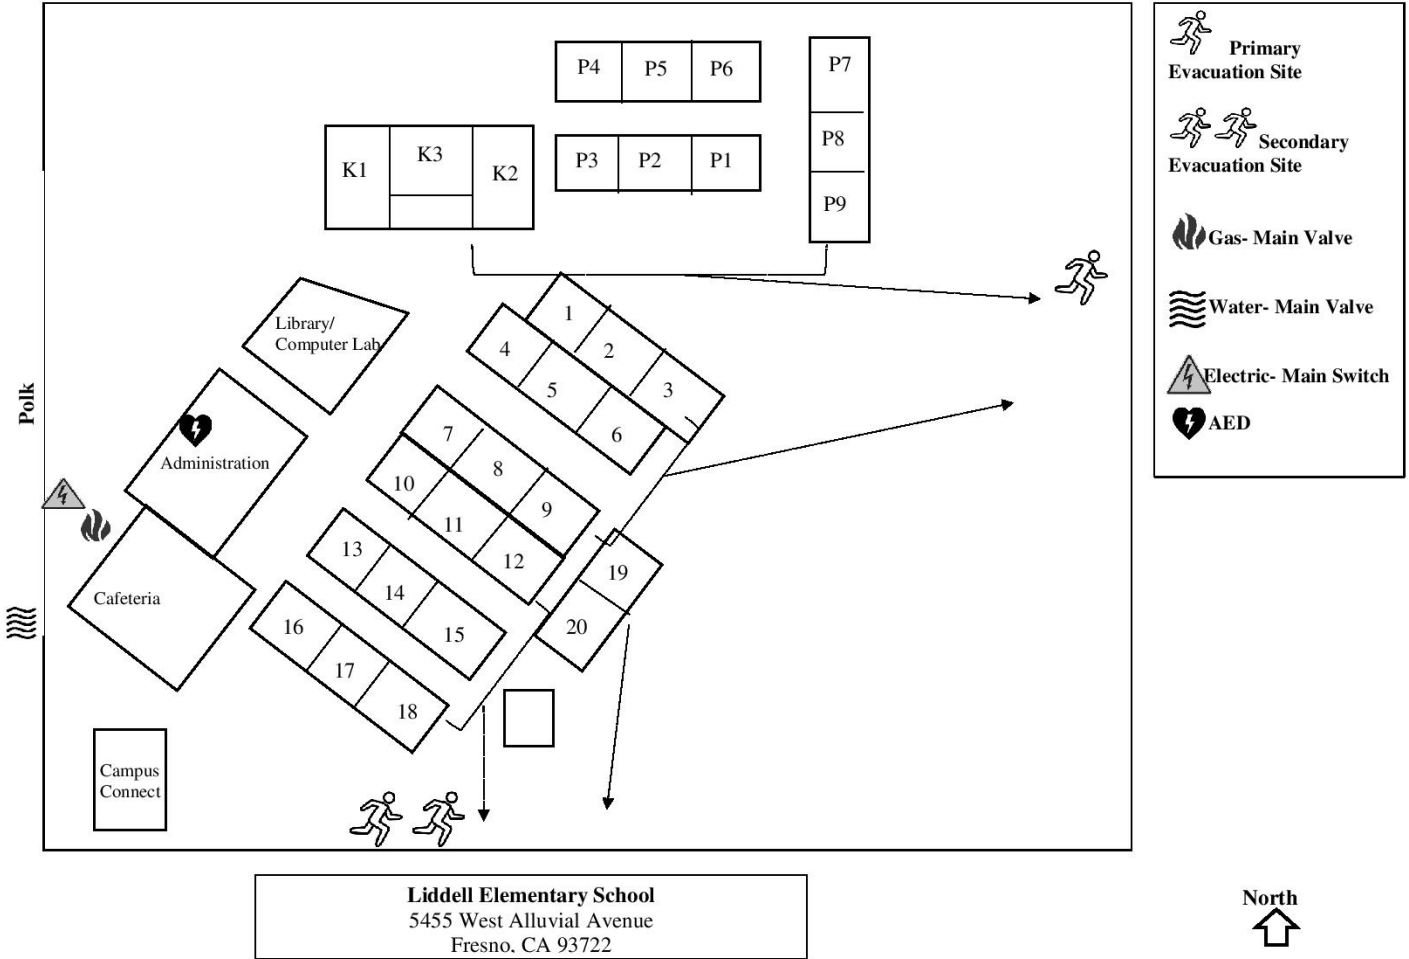 P4 P5 P6 P7
P8
P3 P2 P1
K1 K3 K2
P9
Library/
Computer Lab
1
2
3
4
5
6
Polk
Administration
7
8
9
10
11
12
Cafeteria
13
14
15
16
17
18
19
20
Campus
Connect
Primary
Evacuation Site
Secondary
Evacuation Site
Gas- Main Valve
Water- Main Valve
Electric- Main Switch
AED
Liddell Elementary School
5455 West Alluvial Avenue
Fresno, CA 93722
North